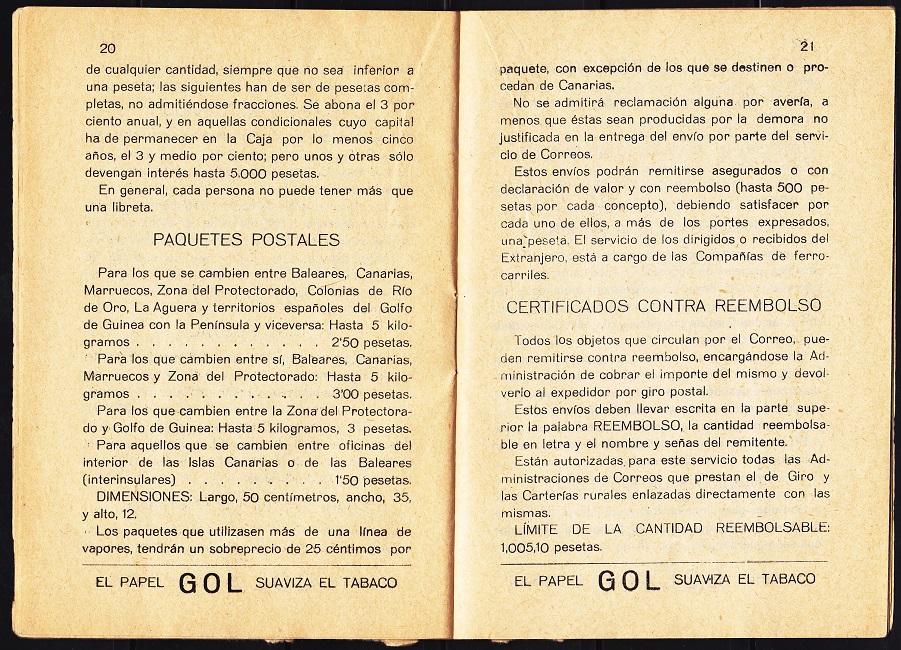 20
de cualquier cantidad, siempre que no sea inferior a
una peseta; las siguientes han de ser de pesetas com-
pletas, no admitiéndose fracciones. Se abona el 3 por
ciento anual, y en aquellas condicionales cuyo capital
ha de permanecer en la Caja por lo menos cinco
años, el 3 y medio por ciento; pero unos y otras sólo
devengan interés hasta 5.000 pesetas.
En general, cada persona no puede tener más que
una libreta.
PAQUETES POSTALES
Para los que se cambien entre Baleares, Canarias,
Marruecos, Zona del Protectorado, Colonias de Río
de Oro, La Aguera y territorios españoles del Golfo
de Guinea con la Península y viceversa: Hasta 5 kilo-
gramos . . . . . . . . . . . . 2'50 pesetas.
Para los que cambien entre sí, Baleares, Canarias,
Marruecos y Zona del Protectorado: Hasta 5 kilo-
gramos . . . . . . . . . . . . 3'00 pesetas.
Para los que cambien entre la Zona del Protectora-
do y Golfo de Guinea: Hasta 5 kilogramos, 3 pesetas.
Para aquellos que se cambien entre oficinas del
interior de las Islas Canarias o de las Baleares
(interinsulares) . . . . . . . . . 1'50 pesetas.
DIMENSIONES: Largo, 50 centímetros, ancho, 35,
y alto, 12.
Los paquetes que utilizasen más de una línea de
vapores, tendrán un sobreprecio de 25 céntimos por
EL PAPEL GOL SUAVIZA EL TABACO
21
paquete, con excepción de los que se destinen o pro-
cedan de Canarias.
No se admitirá reclamación alguna por avería, a
menos que éstas sean producidas por la demora no
justificada en la entrega del envío por parte del servi-
cio de Correos.
Estos envíos podrán remitirse asegurados o con
declaración de valor y con reembolso (hasta 500 pe-
setas por cada concepto), debiendo satisfacer por
cada uno de ellos, a más de los portes expresados,
una peseta. El servicio de los dirigidos o recibidos del
Extranjero, está a cargo de las Compañías de ferro-
carriles.
CERTIFICADOS CONTRA REEMBOLSO
Todos los objetos que circulan por el Correo, pue-
den remitirse contra reembolso, encargándose la Ad-
ministración de cobrar el importe del mismo y devol-
verlo al expedidor por giro postal.
Estos envíos deben llevar escrita en la parte supe-
rior la palabra REEMBOLSO, la cantidad reembolsa-
ble en letra y el nombre y señas del remitente.
Están autorizadas para este servicio todas las Ad-
ministraciones de Correos que prestan el de Giro y
las Carterías rurales enlazadas directamente con las
mismas.
LÍMITE DE LA CANTIDAD REEMBOLSABLE:
1,005,10 pesetas.
EL PAPEL GOL SUAVIZA EL TABACO